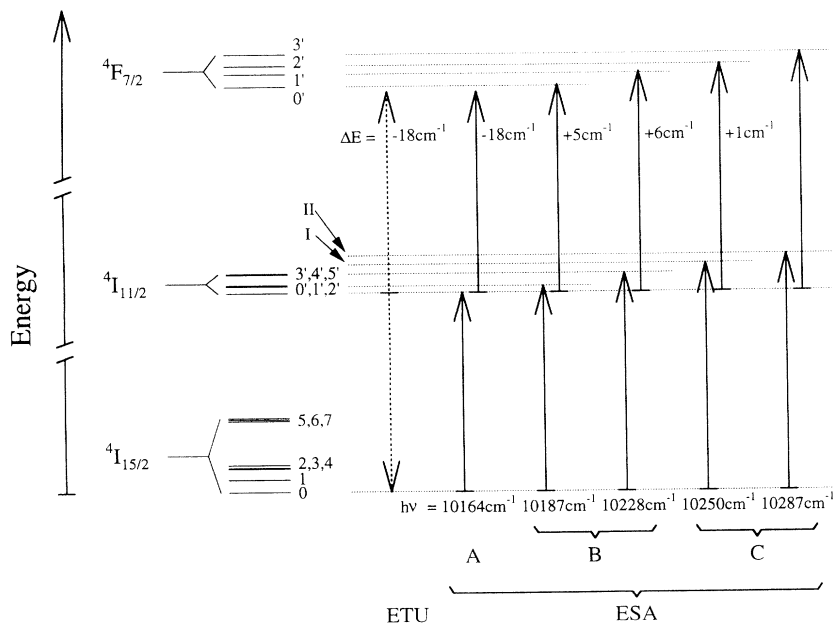 3'
⁴F₇/₂
2'
1'
0'
ΔE = -18cm⁻¹ -18cm⁻¹ +5cm⁻¹ +6cm⁻¹ +1cm⁻¹
II
I
⁴I₁₁/₂
3',4',5'
0',1',2'
Energy
5,6,7
⁴I₁₅/₂
2,3,4
1
0
hν = 10164cm⁻¹ 10187cm⁻¹ 10228cm⁻¹ 10250cm⁻¹ 10287cm⁻¹
A B C
ETU ESA